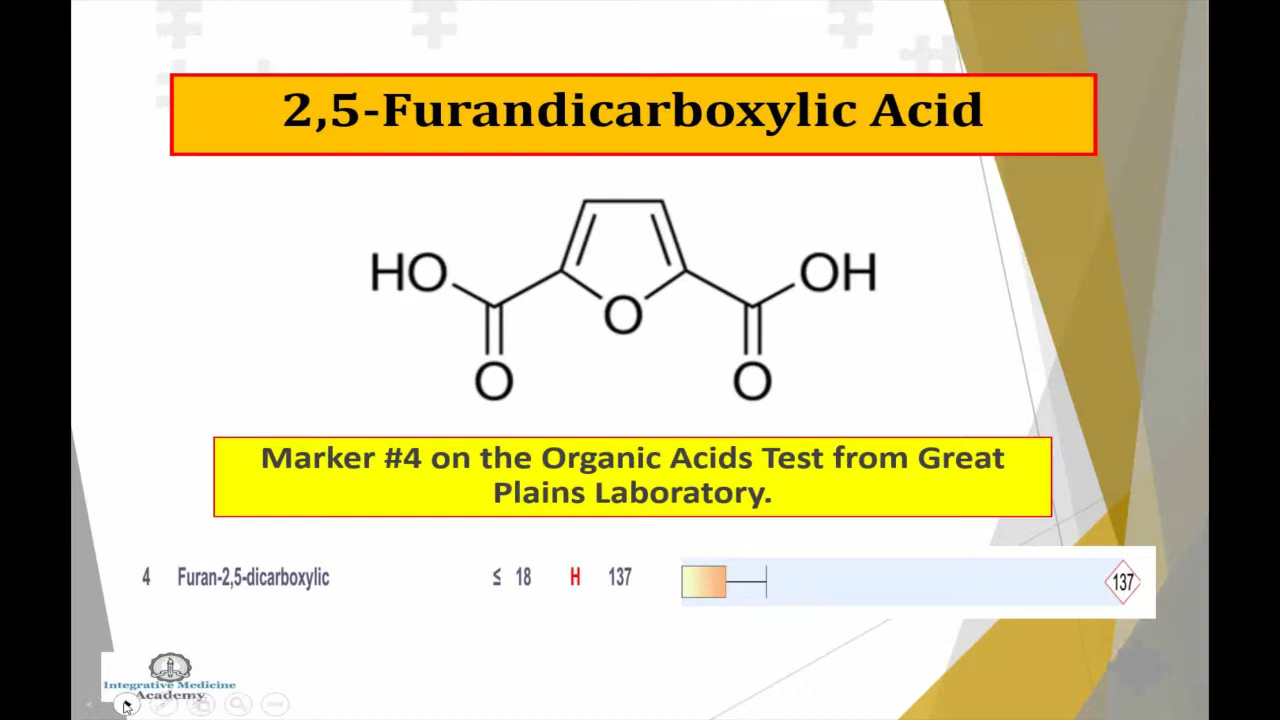 2,5-Furandicarboxylic Acid
HO
OH
O
O
O
Marker #4 on the Organic Acids Test from Great
Plains Laboratory.
4 Furan-2,5-dicarboxylic ≤ 18 H 137 137
Integrative Medicine
Academy